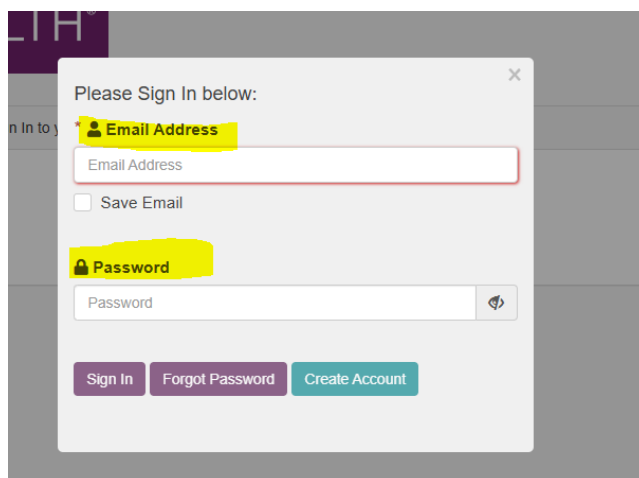 LTH®
Please Sign In below:
n In to y
* Email Address
Email Address
Save Email
Password
Password
Sign In Forgot Password Create Account